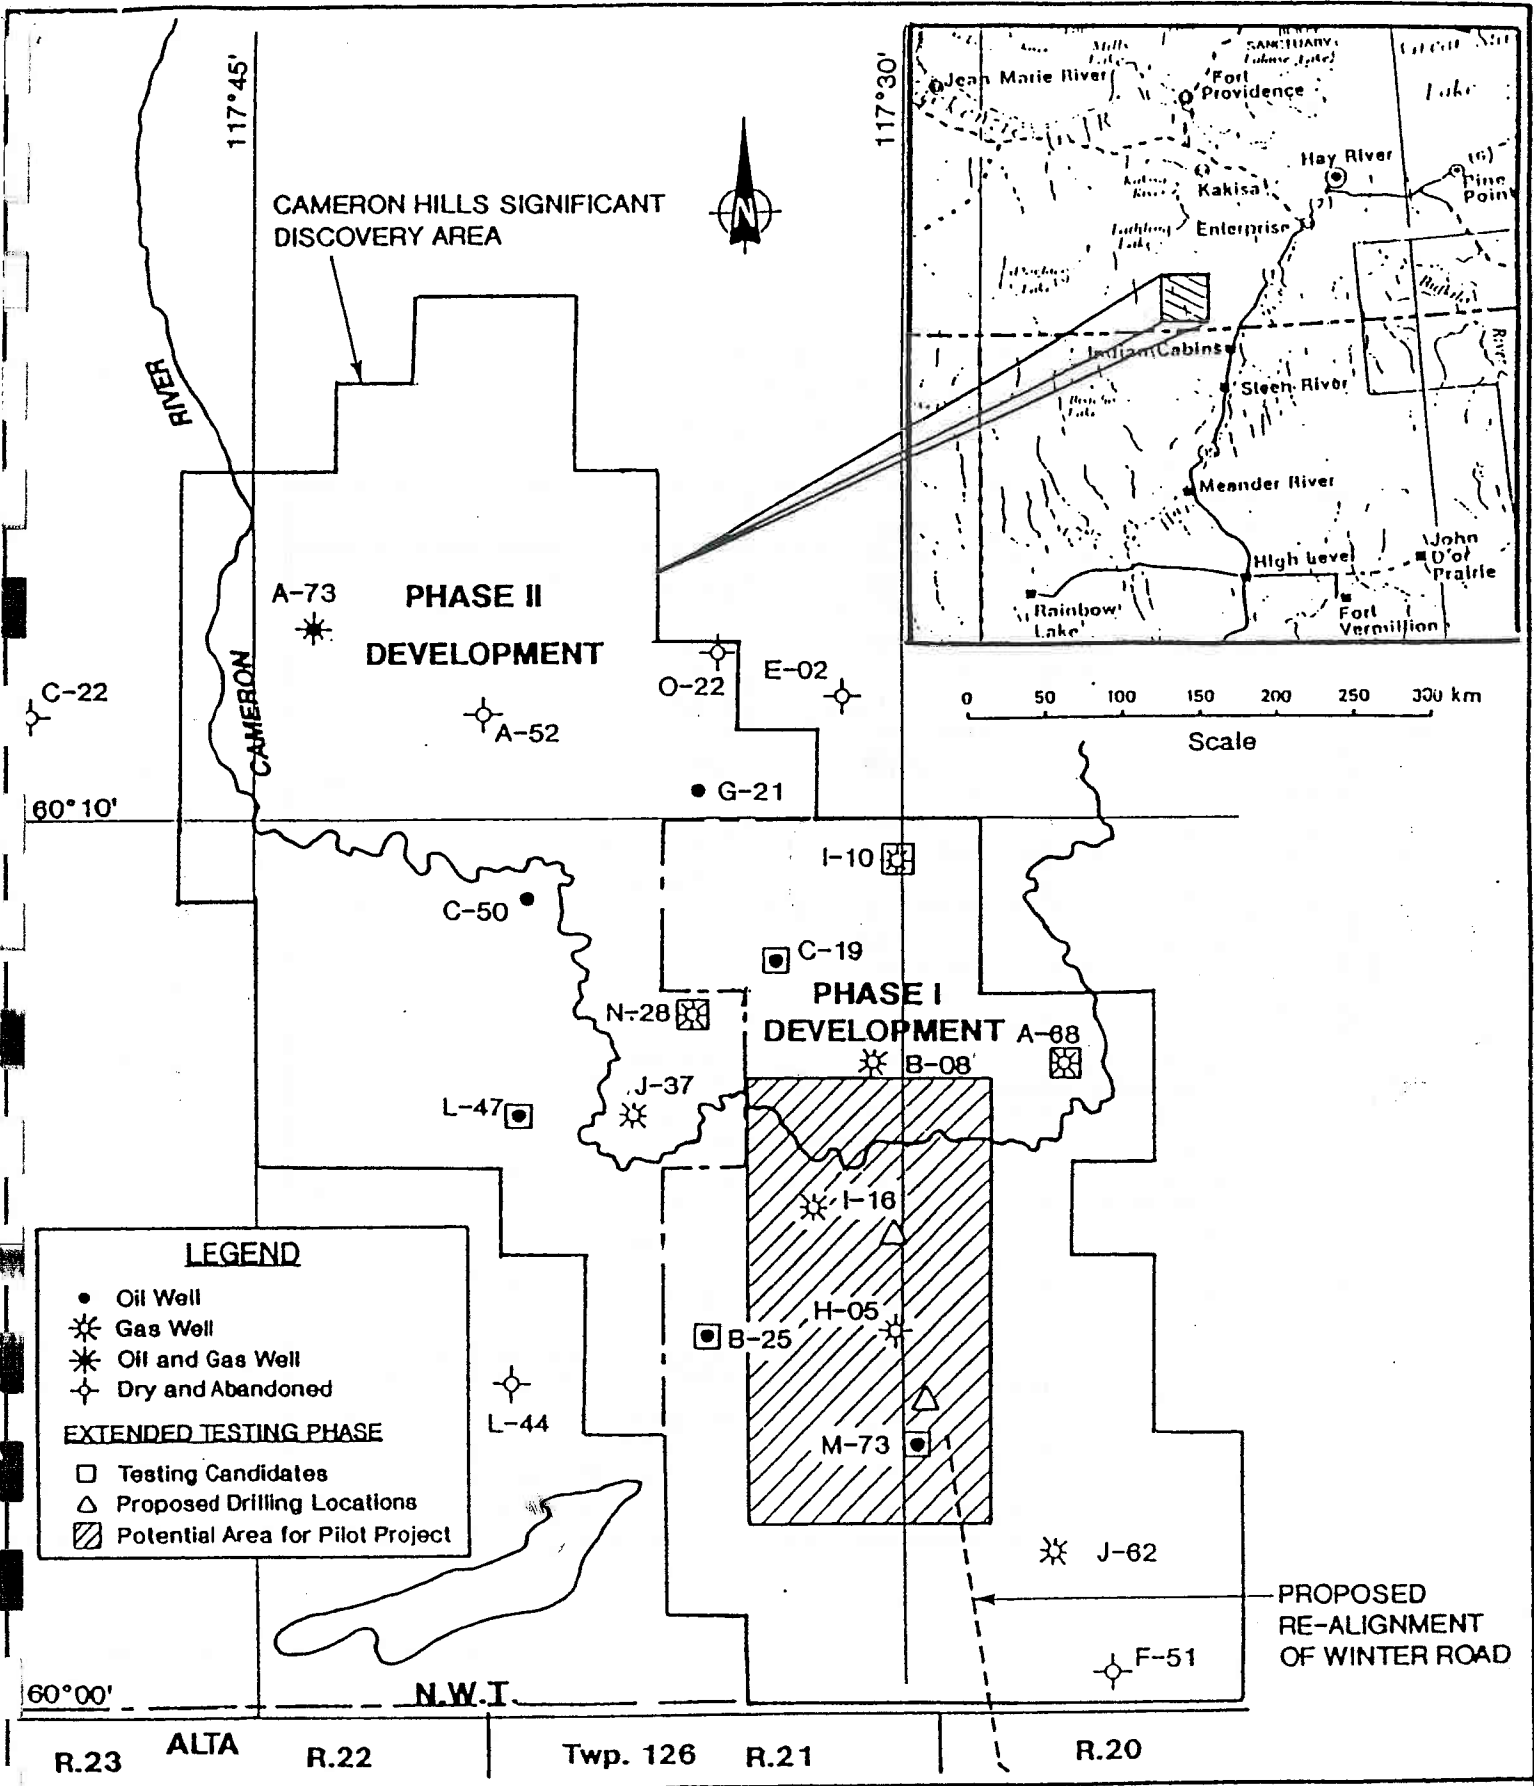 117°45'
117°30'
CAMERON HILLS SIGNIFICANT
DISCOVERY AREA
N
RIVER
CAMERON
Jean Marie River
Mills
Lake
SANCTUARY
Fort
Providence
Lake
Hay River
(6)
Pine
Point
Kakisa
(7)
Enterprise
Indian Cabins
Steen River
Meander River
High Level
John
D'or
Prairie
Rainbow
Lake
Fort
Vermillion
0 50 100 150 200 250 300 km
Scale
A-73
PHASE II
DEVELOPMENT
C-22
O-22
E-02
A-52
G-21
60°10'
I-10
C-50
C-19
PHASE I
DEVELOPMENT
N-28
A-68
B-08
J-37
L-47
I-16
H-05
B-25
L-44
M-73
J-62
F-51
LEGEND
Oil Well
Gas Well
Oil and Gas Well
Dry and Abandoned
EXTENDED TESTING PHASE
Testing Candidates
Proposed Drilling Locations
Potential Area for Pilot Project
PROPOSED
RE-ALIGNMENT
OF WINTER ROAD
60°00'
N.W.T.
ALTA
R.23
R.22
Twp. 126
R.21
R.20